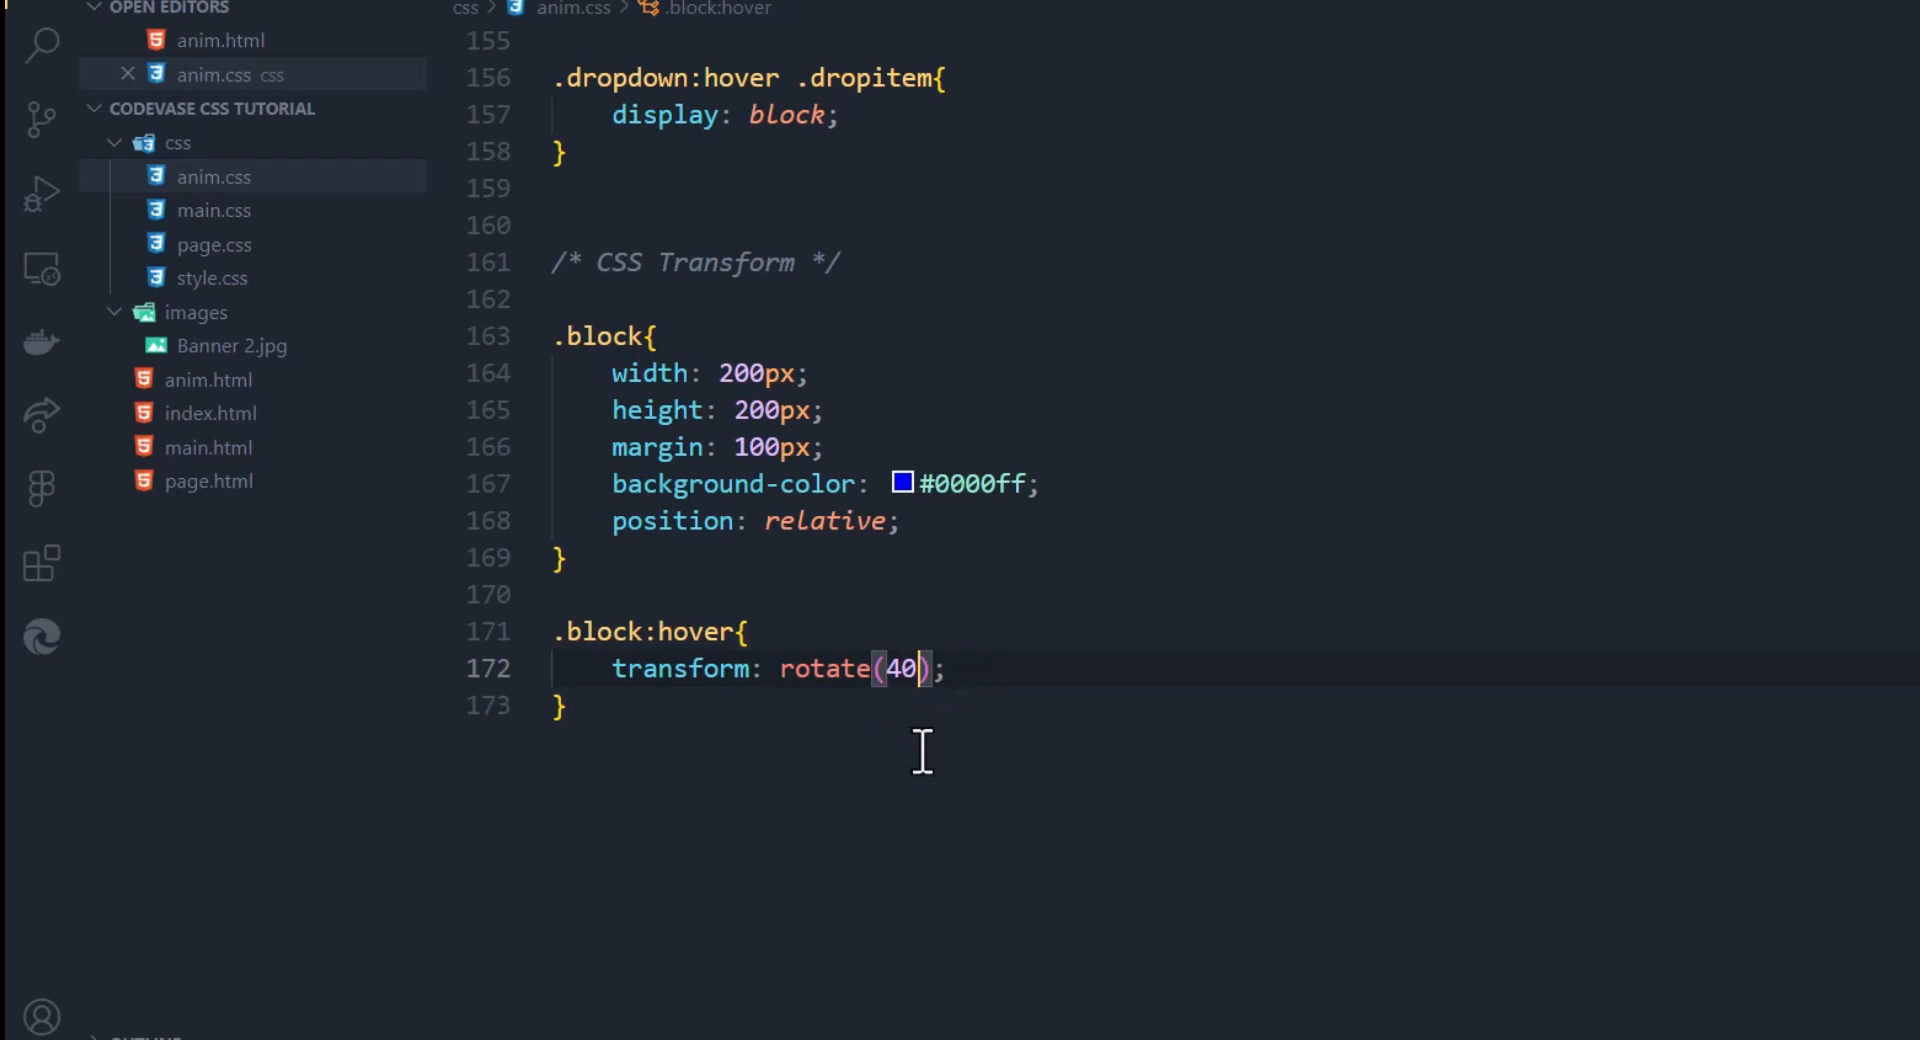 OPEN EDITORS
anim.html
anim.css css
CODEVASE CSS TUTORIAL
css
anim.css
main.css
page.css
style.css
images
Banner 2.jpg
anim.html
index.html
main.html
page.html
css > anim.css > .block:hover
155
156 .dropdown:hover .dropitem{
157 display: block;
158 }
159
160
161 /* CSS Transform */
162
163 .block{
164 width: 200px;
165 height: 200px;
166 margin: 100px;
167 background-color: #0000ff;
168 position: relative;
169 }
170
171 .block:hover{
172 transform: rotate(40);
173 }